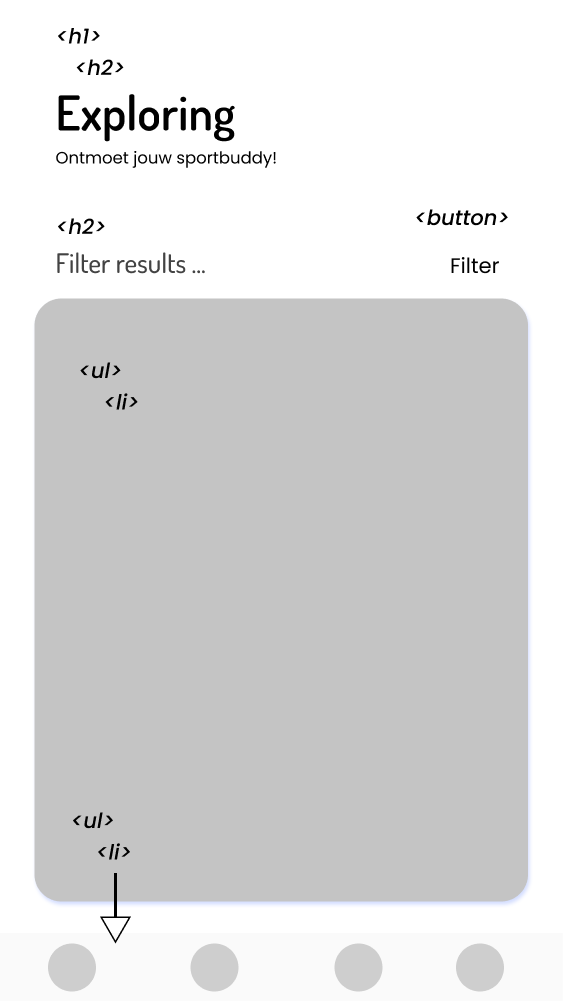 <h1>
<h2>
Exploring
Ontmoet jouw sportbuddy!
<h2>
<button>
Filter results ...
Filter
<ul>
<li>
<ul>
<li>